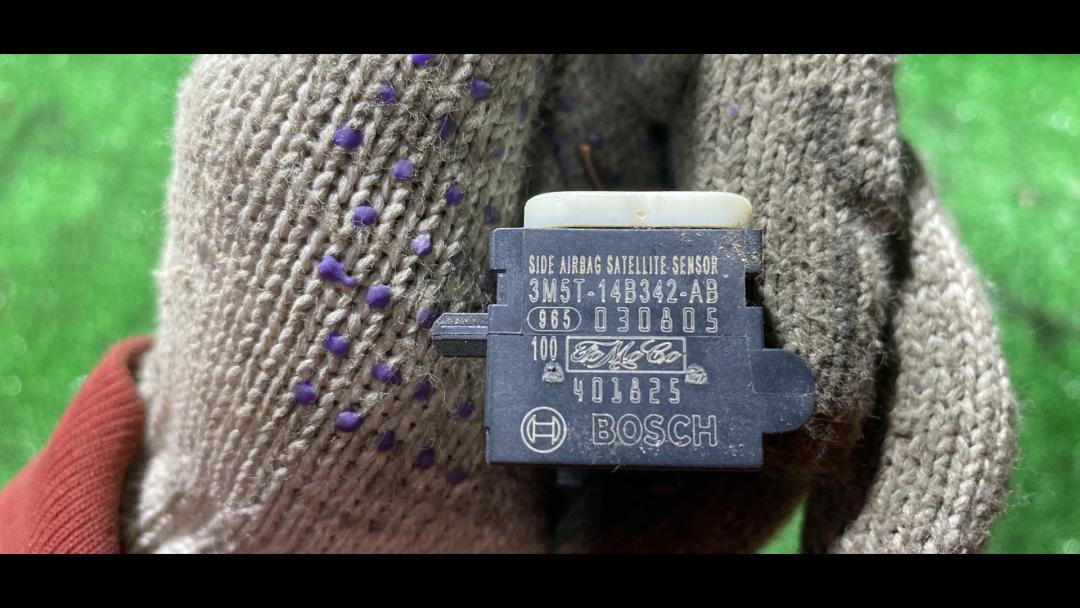 SIDE AIRBAG SATELLITE SENSOR
3M5T-14B342-AB
965 030805
100 FoMoCo
401825
BOSCH